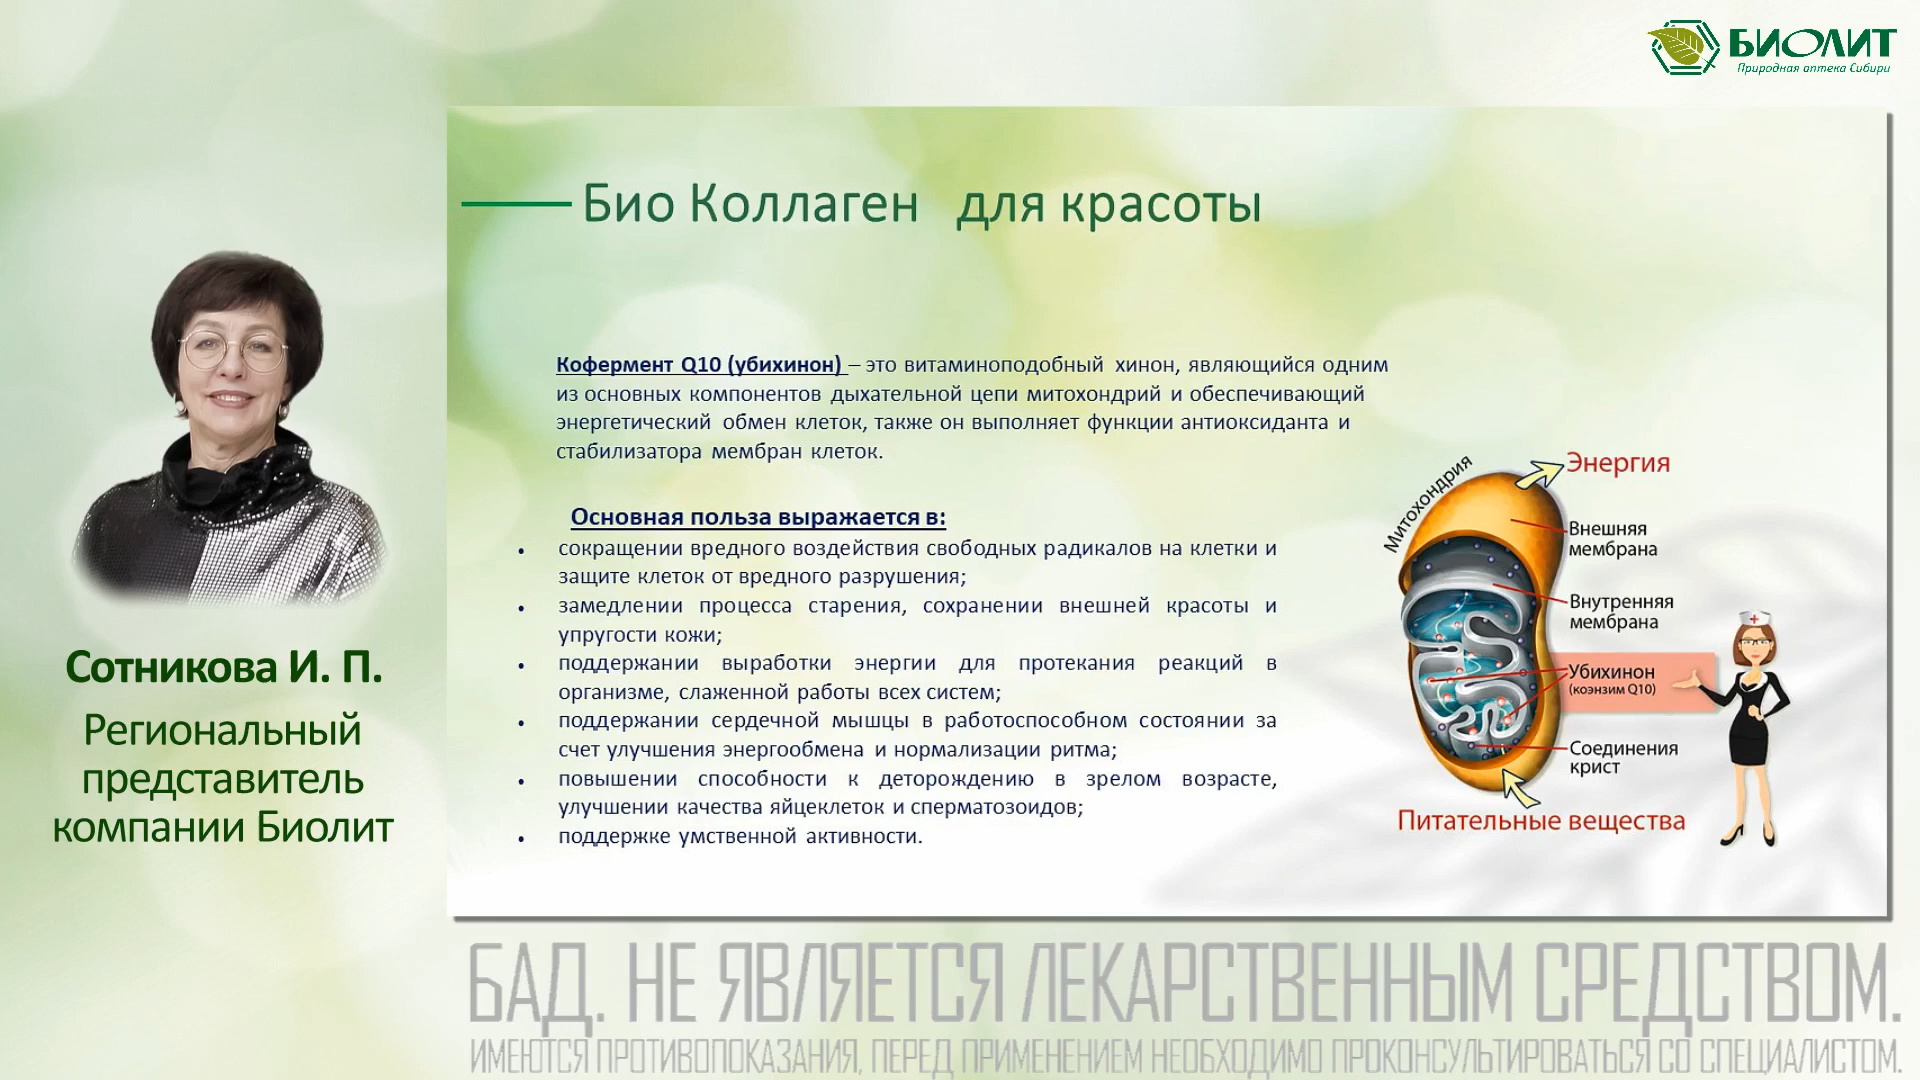 БИОЛИТ
Природная аптека Сибири
Био Коллаген для красоты
Кофермент Q10 (убихинон) – это витаминоподобный хинон, являющийся одним
из основных компонентов дыхательной цепи митохондрий и обеспечивающий
энергетический обмен клеток, также он выполняет функции антиоксиданта и
стабилизатора мембран клеток.
Основная польза выражается в:
• сокращении вредного воздействия свободных радикалов на клетки и
защите клеток от вредного разрушения;
• замедлении процесса старения, сохранении внешней красоты и
упругости кожи;
• поддержании выработки энергии для протекания реакций в
организме, слаженной работы всех систем;
• поддержании сердечной мышцы в работоспособном состоянии за
счет улучшения энергообмена и нормализации ритма;
• повышении способности к деторождению в зрелом возрасте,
улучшении качества яйцеклеток и сперматозоидов;
• поддержке умственной активности.
Митохондрия
Энергия
Внешняя
мембрана
Внутренняя
мембрана
Убихинон
(коэнзим Q10)
Соединения
крист
Питательные вещества
Сотникова И. П.
Региональный
представитель
компании Биолит
БАД. НЕ ЯВЛЯЕТСЯ ЛЕКАРСТВЕННЫМ СРЕДСТВОМ.
ИМЕЮТСЯ ПРОТИВОПОКАЗАНИЯ, ПЕРЕД ПРИМЕНЕНИЕМ НЕОБХОДИМО ПРОКОНСУЛЬТИРОВАТЬСЯ СО СПЕЦИАЛИСТОМ.